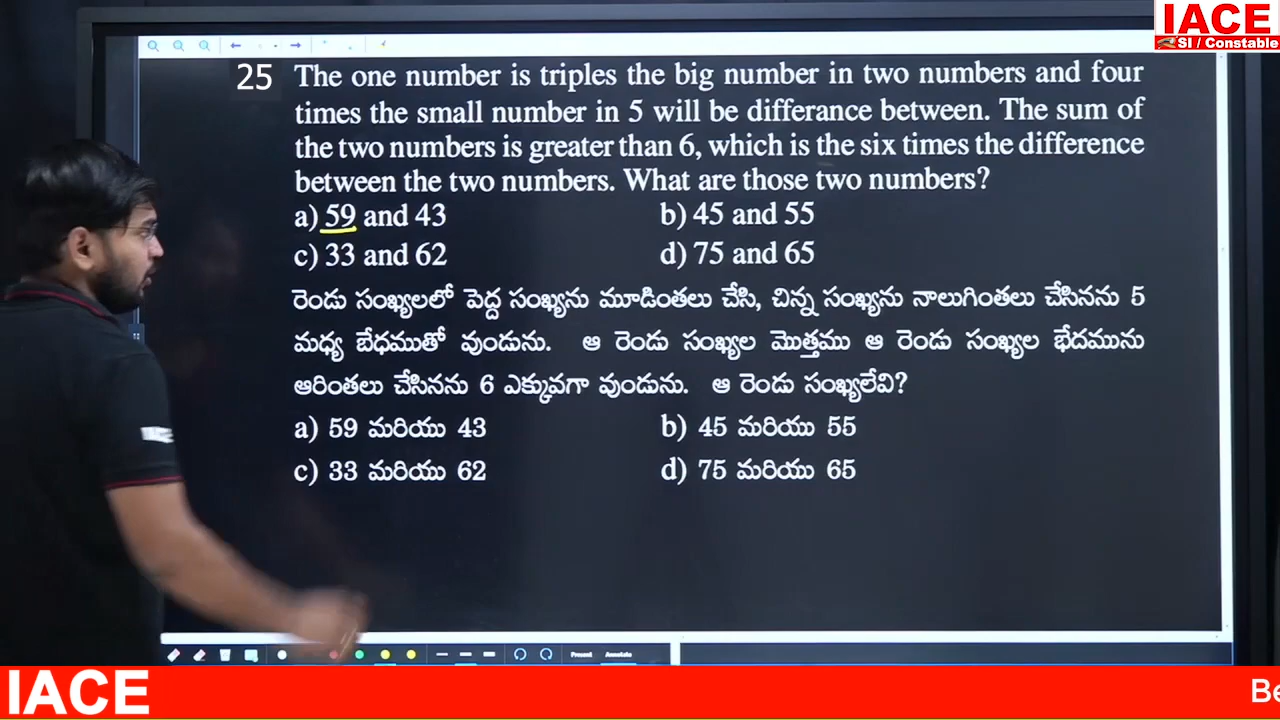 IACE
SI / Constable
25 The one number is triples the big number in two numbers and four
times the small number in 5 will be differance between. The sum of
the two numbers is greater than 6, which is the six times the difference
between the two numbers. What are those two numbers?
a) 59 and 43 b) 45 and 55
c) 33 and 62 d) 75 and 65
రెండు సంఖ్యలలో పెద్ద సంఖ్యను మూడింతలు చేసి, చిన్న సంఖ్యను నాలుగింతలు చేసినను 5
మధ్య బేధముతో వుండును. ఆ రెండు సంఖ్యల మొత్తము ఆ రెండు సంఖ్యల భేదమును
ఆరింతలు చేసినను 6 ఎక్కువగా వుండును. ఆ రెండు సంఖ్యలేవి?
a) 59 మరియు 43 b) 45 మరియు 55
c) 33 మరియు 62 d) 75 మరియు 65
Present Annotate
IACE Be